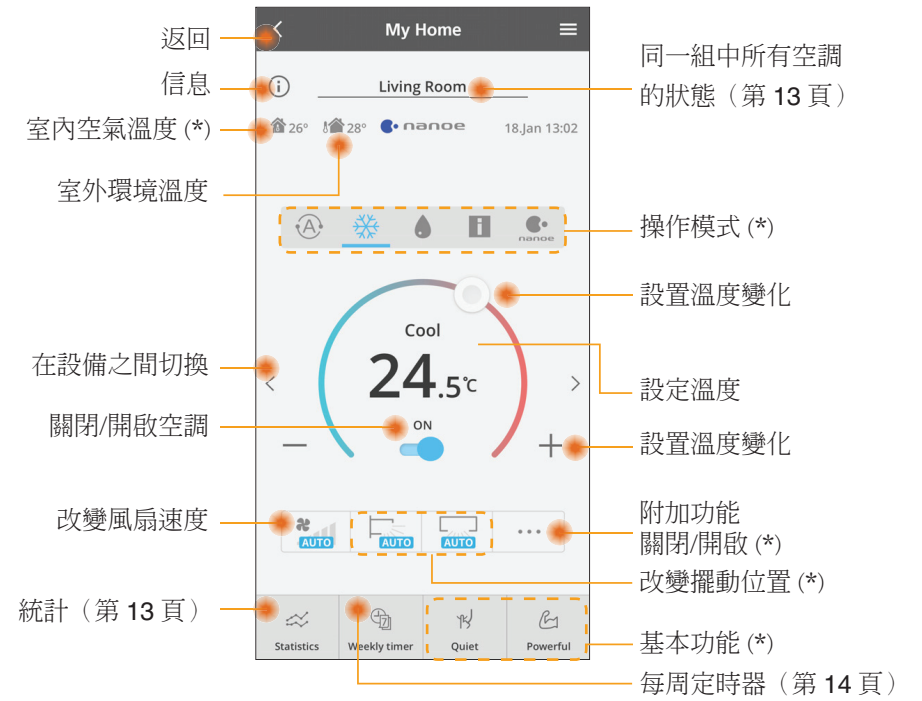 My Home
返回
信息
Living Room
同一組中所有空調
的狀態（第 13 頁）
室內空氣溫度 (*)
26°
28°
nanoe
18.Jan 13:02
室外環境溫度
A
nanoe
操作模式 (*)
設置溫度變化
Cool
24.5℃
在設備之間切換
設定溫度
ON
關閉/開啟空調
設置溫度變化
改變風扇速度
AUTO
AUTO
AUTO
附加功能
關閉/開啟 (*)
改變擺動位置 (*)
統計（第 13 頁）
7
Statistics
Weekly timer
Quiet
Powerful
基本功能 (*)
每周定時器（第 14 頁）